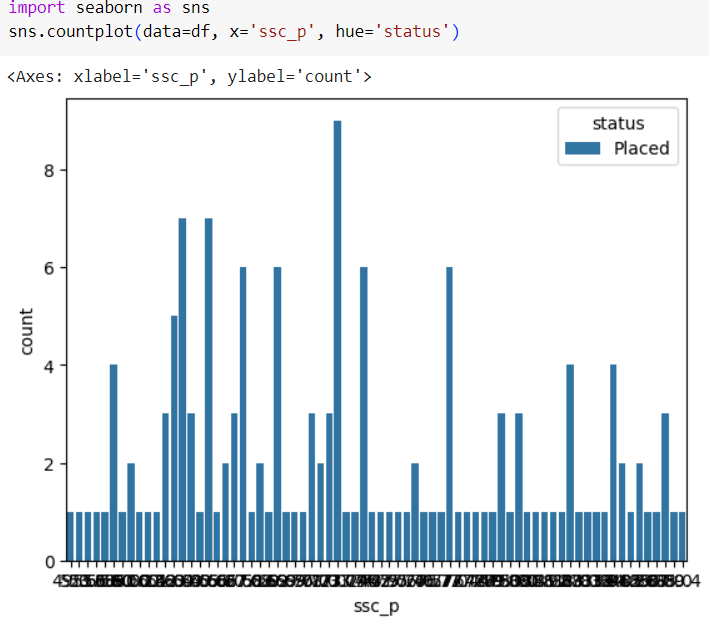 import seaborn as sns
sns.countplot(data=df, x='ssc_p', hue='status')
<Axes: xlabel='ssc_p', ylabel='count'>
status
Placed
8
6
4
2
0
count
ssc_p